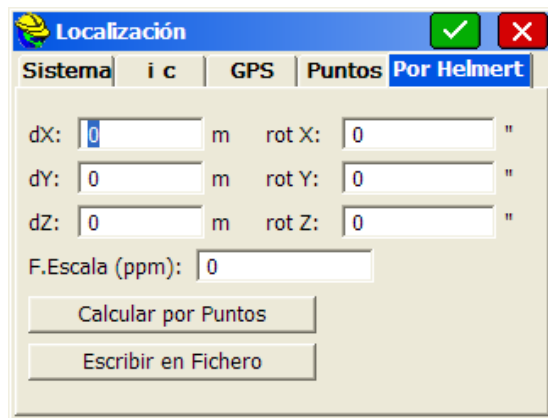 Localización
Sistema i c GPS Puntos Por Helmert
dX: 0 m rot X: 0 "
dY: 0 m rot Y: 0 "
dZ: 0 m rot Z: 0 "
F.Escala (ppm): 0
Calcular por Puntos
Escribir en Fichero